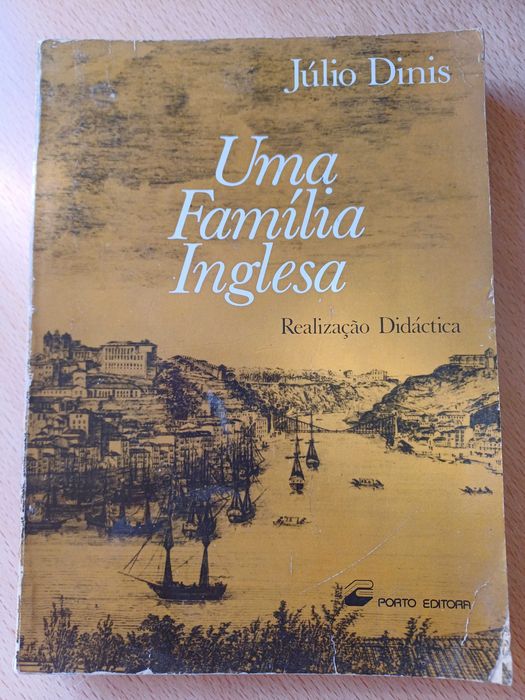 Júlio Dinis
Uma
Família
Inglesa
Realização Didáctica
PORTO EDITORA